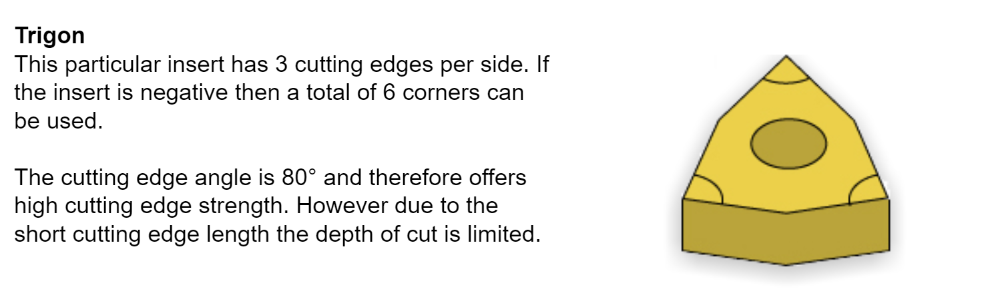 Trigon
This particular insert has 3 cutting edges per side. If
the insert is negative then a total of 6 corners can
be used.
The cutting edge angle is 80° and therefore offers
high cutting edge strength. However due to the
short cutting edge length the depth of cut is limited.